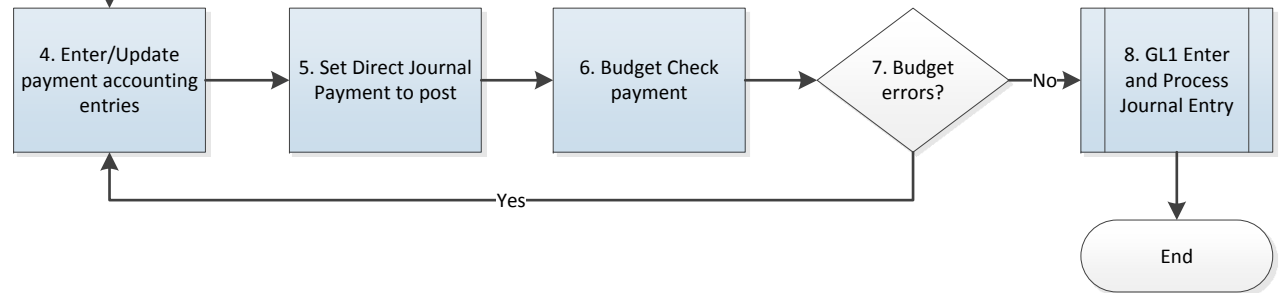 4. Enter/Update
payment accounting
entries
5. Set Direct Journal
Payment to post
6. Budget Check
payment
7. Budget
errors?
No
8. GL1 Enter
and Process
Journal Entry
Yes
End